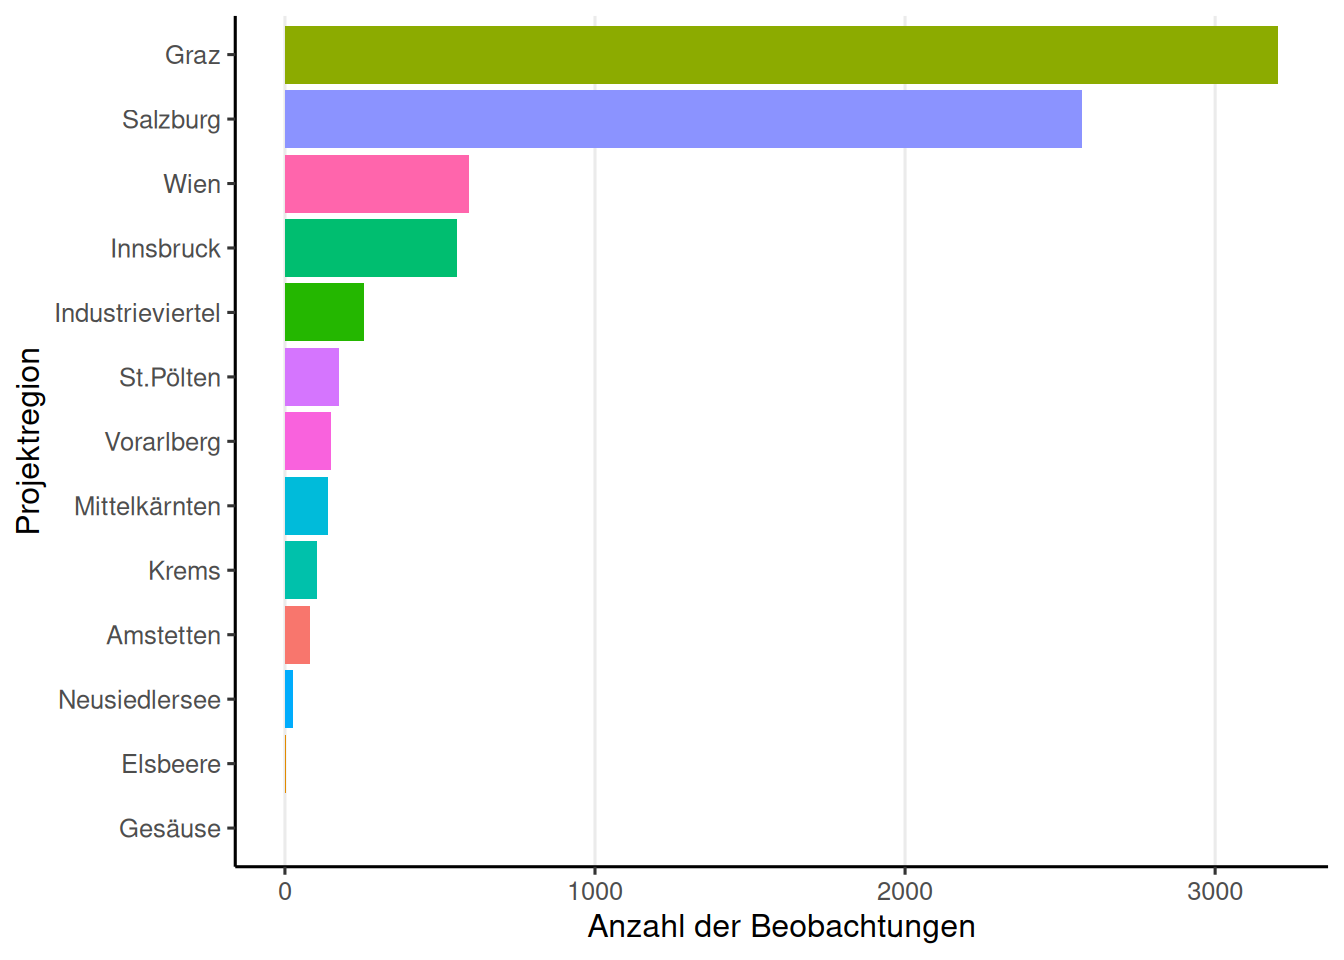 Projektregion
Graz
Salzburg
Wien
Innsbruck
Industrieviertel
St.Pölten
Vorarlberg
Mittelkärnten
Krems
Amstetten
Neusiedlersee
Elsbeere
Gesäuse
0 1000 2000 3000
Anzahl der Beobachtungen